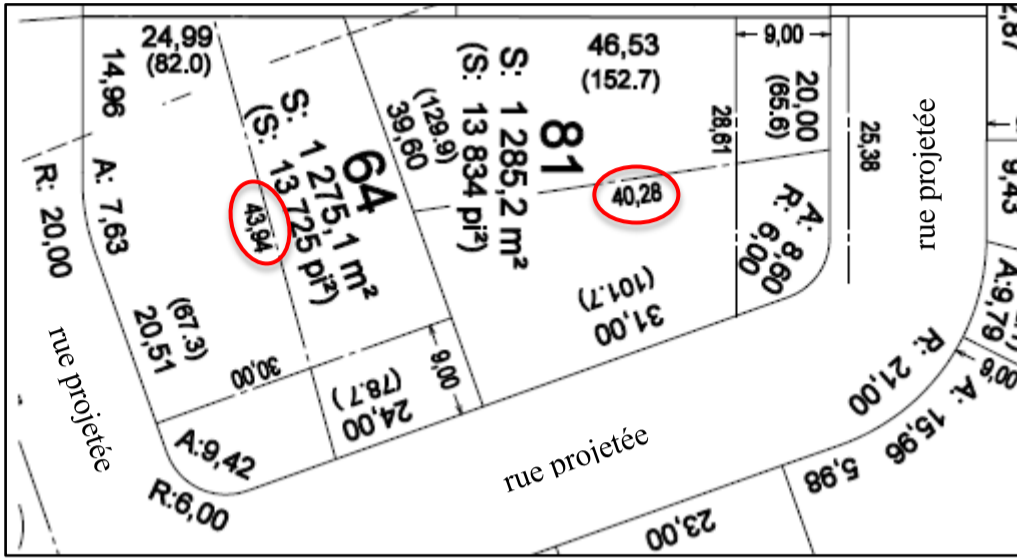 24,99
(82.0)
14,96
A: 7,63
R: 20,00
(67.3)
20,51
rue projetée
43,94
64
S: 1 275,1 m²
(S: 13 725 pi²)
30,00
A:9,42
R:6,00
24,00
(78.7)
9,00
(129.9)
39,60
81
S: 1 285,2 m²
(S: 13 834 pi²)
46,53
(152.7)
40,28
28,61
9,00
20,00
(65.6)
25,38
A: 8,60
R: 6,00
31,00
(101.7)
rue projetée
rue projetée
9,43
A:9,79
R: 21,00
A: 15,96
6,00
5,98
23,00